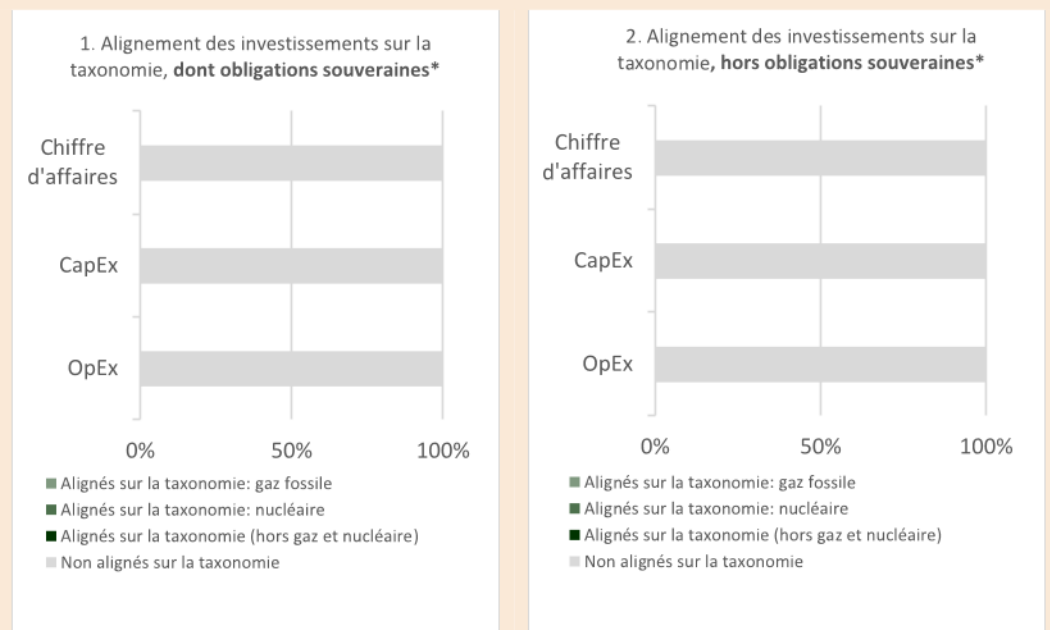 1. Alignement des investissements sur la
taxonomie, dont obligations souveraines*
Chiffre
d'affaires
CapEx
OpEx
0% 50% 100%
Alignés sur la taxonomie: gaz fossile
Alignés sur la taxonomie: nucléaire
Alignés sur la taxonomie (hors gaz et nucléaire)
Non alignés sur la taxonomie
2. Alignement des investissements sur la
taxonomie, hors obligations souveraines*
Chiffre
d'affaires
CapEx
OpEx
0% 50% 100%
Alignés sur la taxonomie: gaz fossile
Alignés sur la taxonomie: nucléaire
Alignés sur la taxonomie (hors gaz et nucléaire)
Non alignés sur la taxonomie